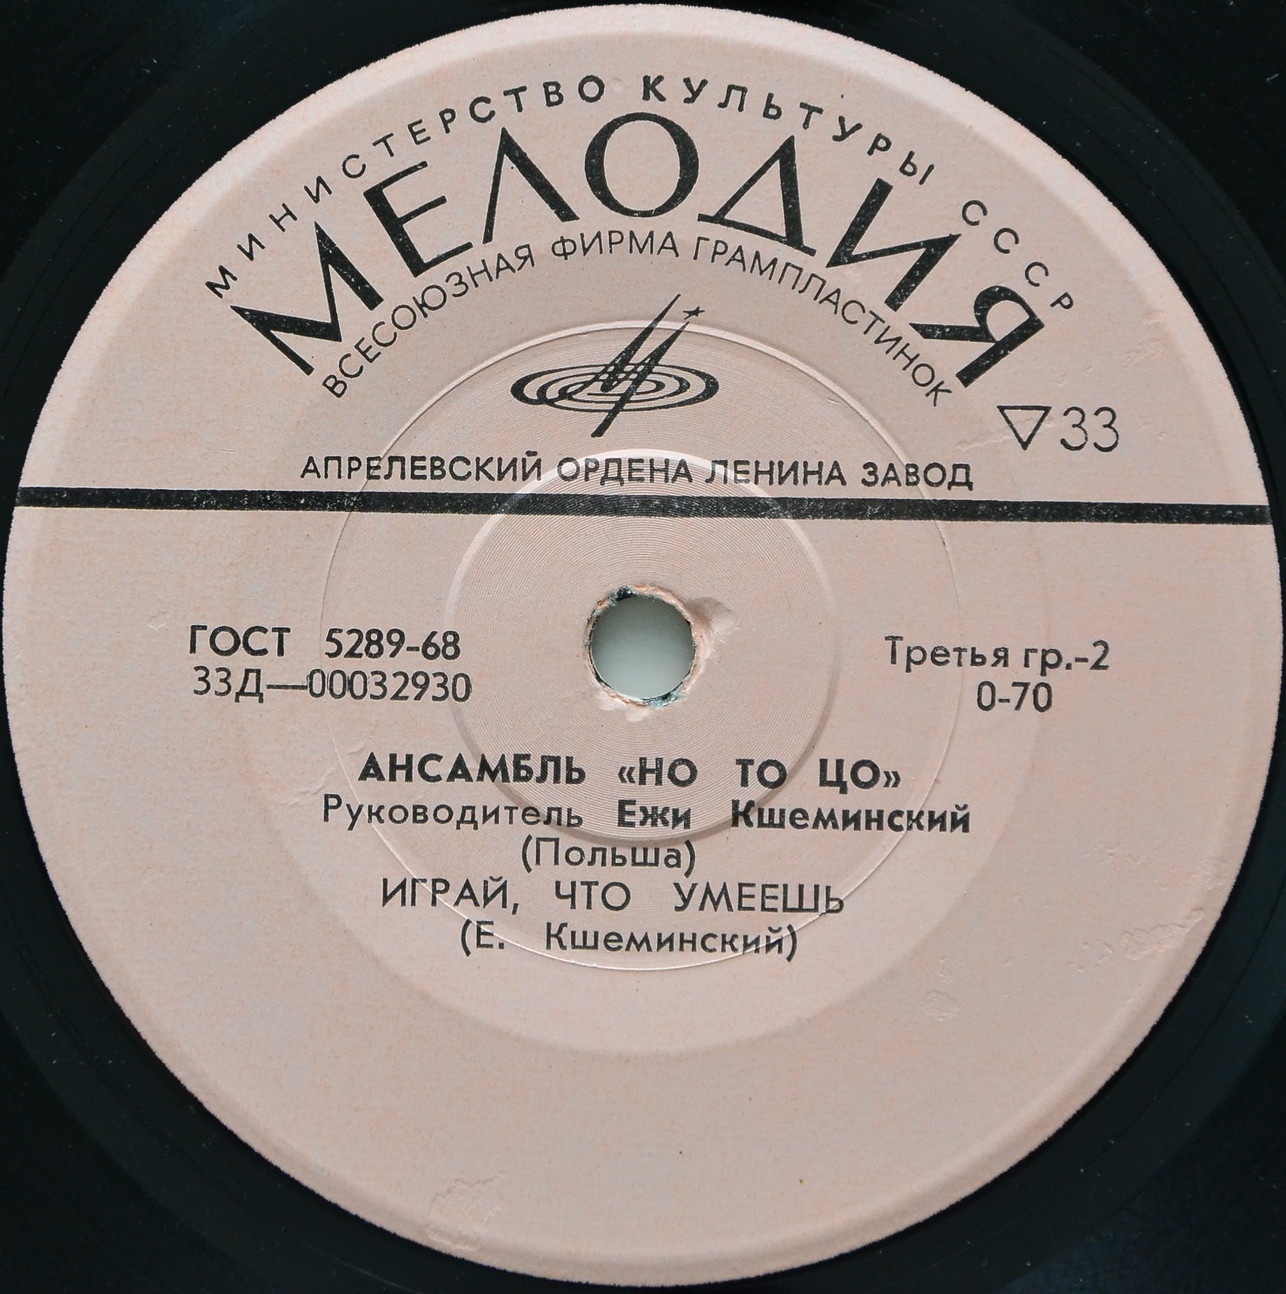 МИНИСТЕРСТВО КУЛЬТУРЫ СССР
МЕЛОДИЯ
ВСЕСОЮЗНАЯ ФИРМА ГРАМПЛАСТИНОК
33
АПРЕЛЕВСКИЙ ОРДЕНА ЛЕНИНА ЗАВОД
ГОСТ 5289-68
33Д—00032930
Третья гр.-2
0-70
АНСАМБЛЬ «НО ТО ЦО»
Руководитель Ежи Кшеминский
(Польша)
ИГРАЙ, ЧТО УМЕЕШЬ
(Е. Кшеминский)